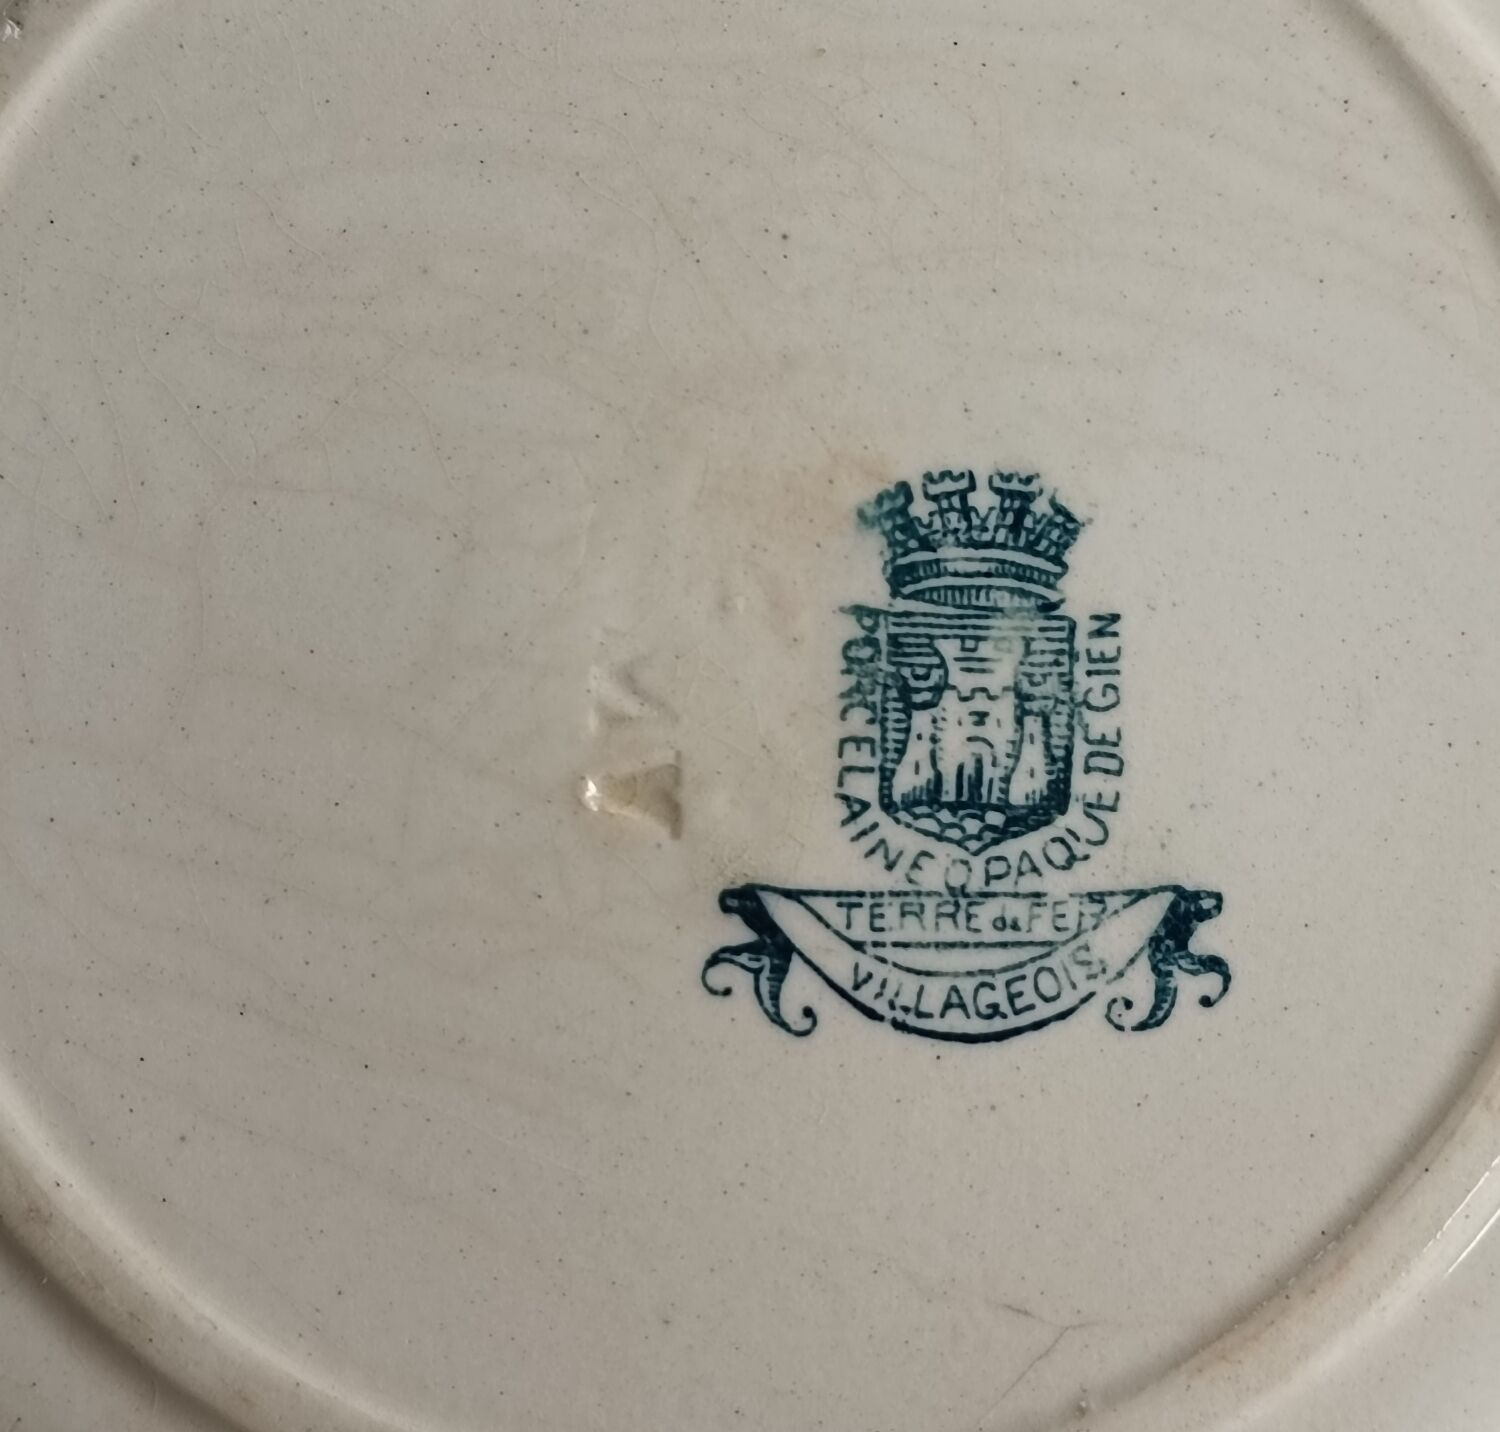 PORCELAINE OPAQUE DE GIEN
TERRE de FER
VILLAGEOIS